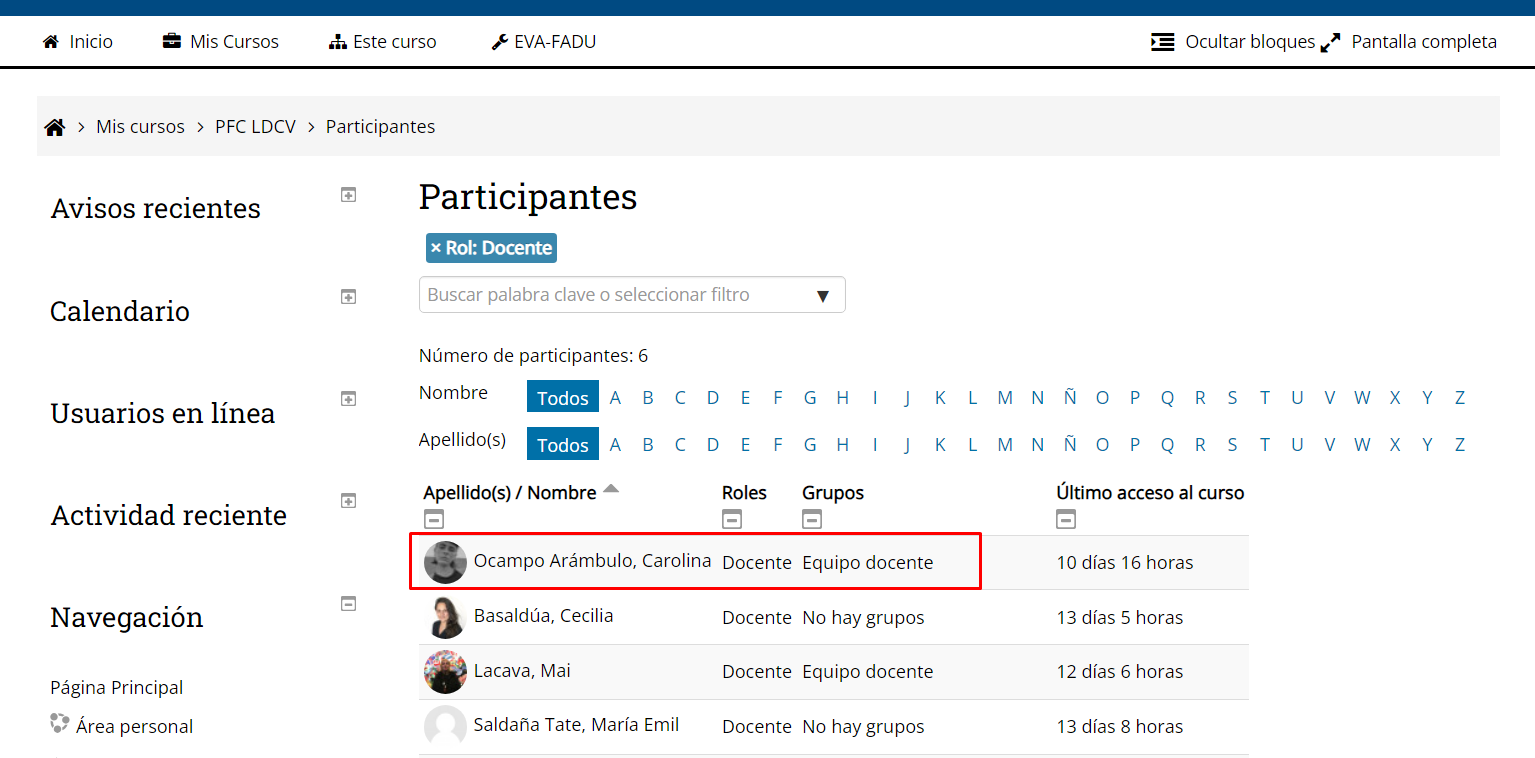 Inicio Mis Cursos Este curso EVA-FADU Ocultar bloques Pantalla completa
> Mis cursos > PFC LDCV > Participantes
Avisos recientes
Calendario
Usuarios en línea
Actividad reciente
Navegación
Página Principal
Área personal
Participantes
× Rol: Docente
Buscar palabra clave o seleccionar filtro ▼
Número de participantes: 6
Nombre Todos A B C D E F G H I J K L M N Ñ O P Q R S T U V W X Y Z
Apellido(s) Todos A B C D E F G H I J K L M N Ñ O P Q R S T U V W X Y Z
Apellido(s) / Nombre Roles Grupos Último acceso al curso
Ocampo Arámbulo, Carolina Docente Equipo docente 10 días 16 horas
Basaldúa, Cecilia Docente No hay grupos 13 días 5 horas
Lacava, Mai Docente Equipo docente 12 días 6 horas
Saldaña Tate, María Emil Docente No hay grupos 13 días 8 horas